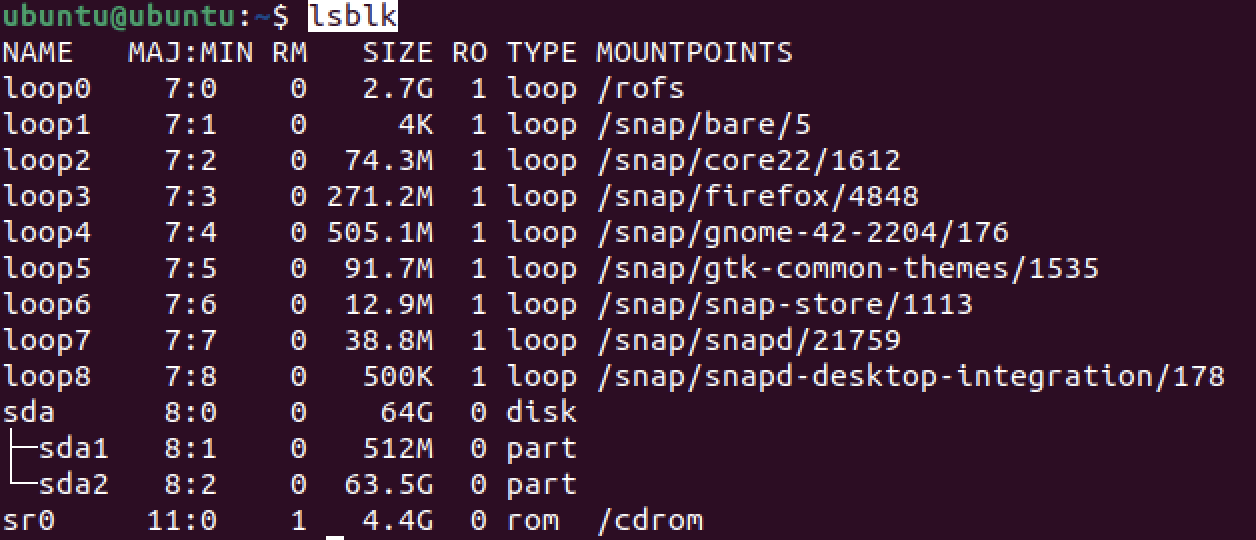 ubuntu@ubuntu:~$ lsblk
NAME   MAJ:MIN RM   SIZE RO TYPE MOUNTPOINTS
loop0    7:0    0   2.7G  1 loop /rofs
loop1    7:1    0     4K  1 loop /snap/bare/5
loop2    7:2    0  74.3M  1 loop /snap/core22/1612
loop3    7:3    0 271.2M  1 loop /snap/firefox/4848
loop4    7:4    0 505.1M  1 loop /snap/gnome-42-2204/176
loop5    7:5    0  91.7M  1 loop /snap/gtk-common-themes/1535
loop6    7:6    0  12.9M  1 loop /snap/snap-store/1113
loop7    7:7    0  38.8M  1 loop /snap/snapd/21759
loop8    7:8    0   500K  1 loop /snap/snapd-desktop-integration/178
sda      8:0    0    64G  0 disk
├─sda1   8:1    0   512M  0 part
└─sda2   8:2    0  63.5G  0 part
sr0     11:0    1   4.4G  0 rom  /cdrom